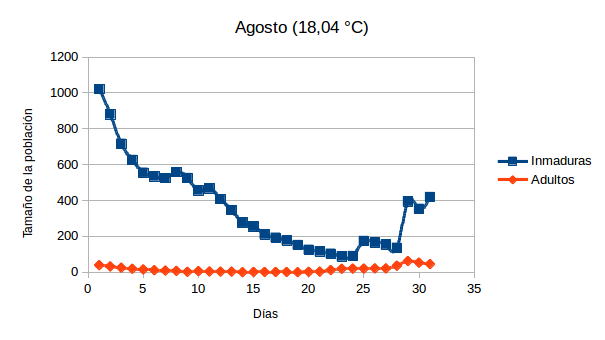 Agosto (18,04 °C)
1200
1000
800
600
400
200
0
0 5 10 15 20 25 30 35
Tamaño de la población
Días
Inmaduras
Adultos